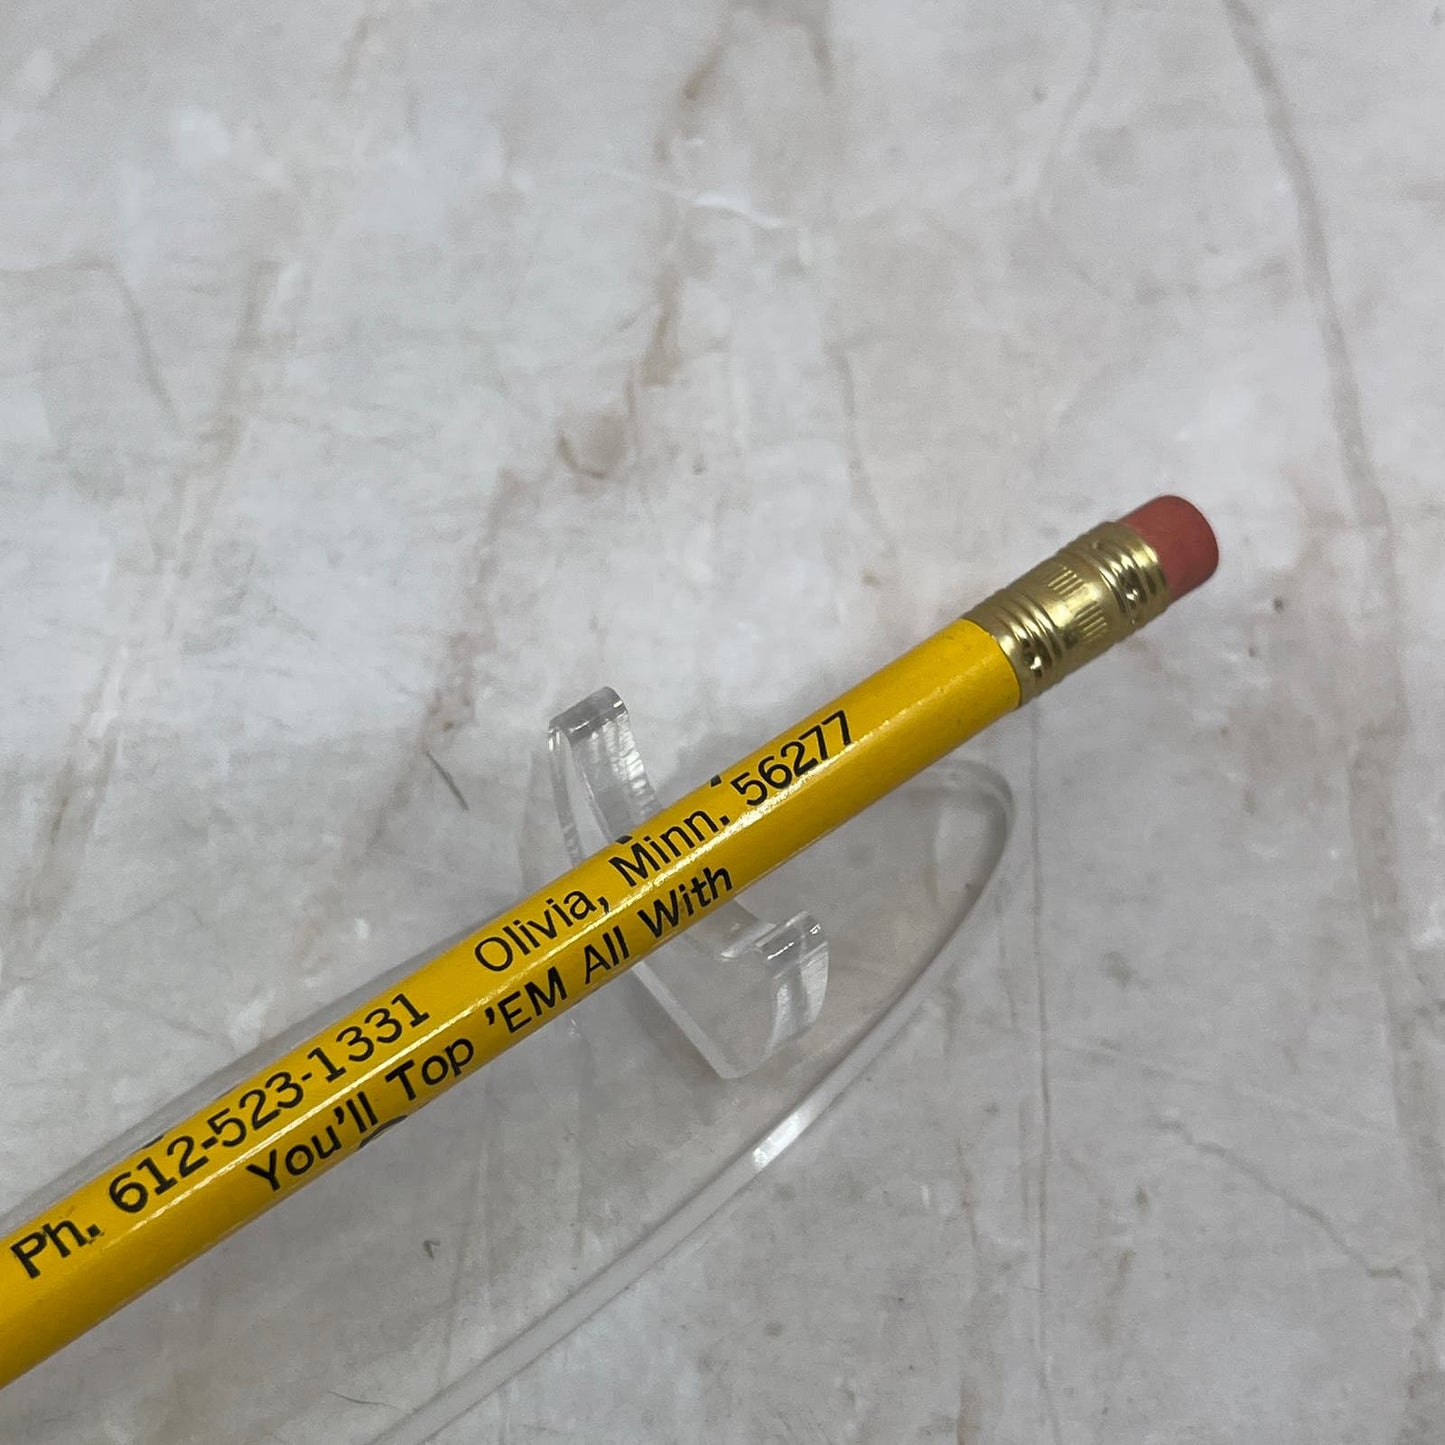 Ph. 612-523-1331 Olivia, Minn. 56277
You'll Top 'EM All With